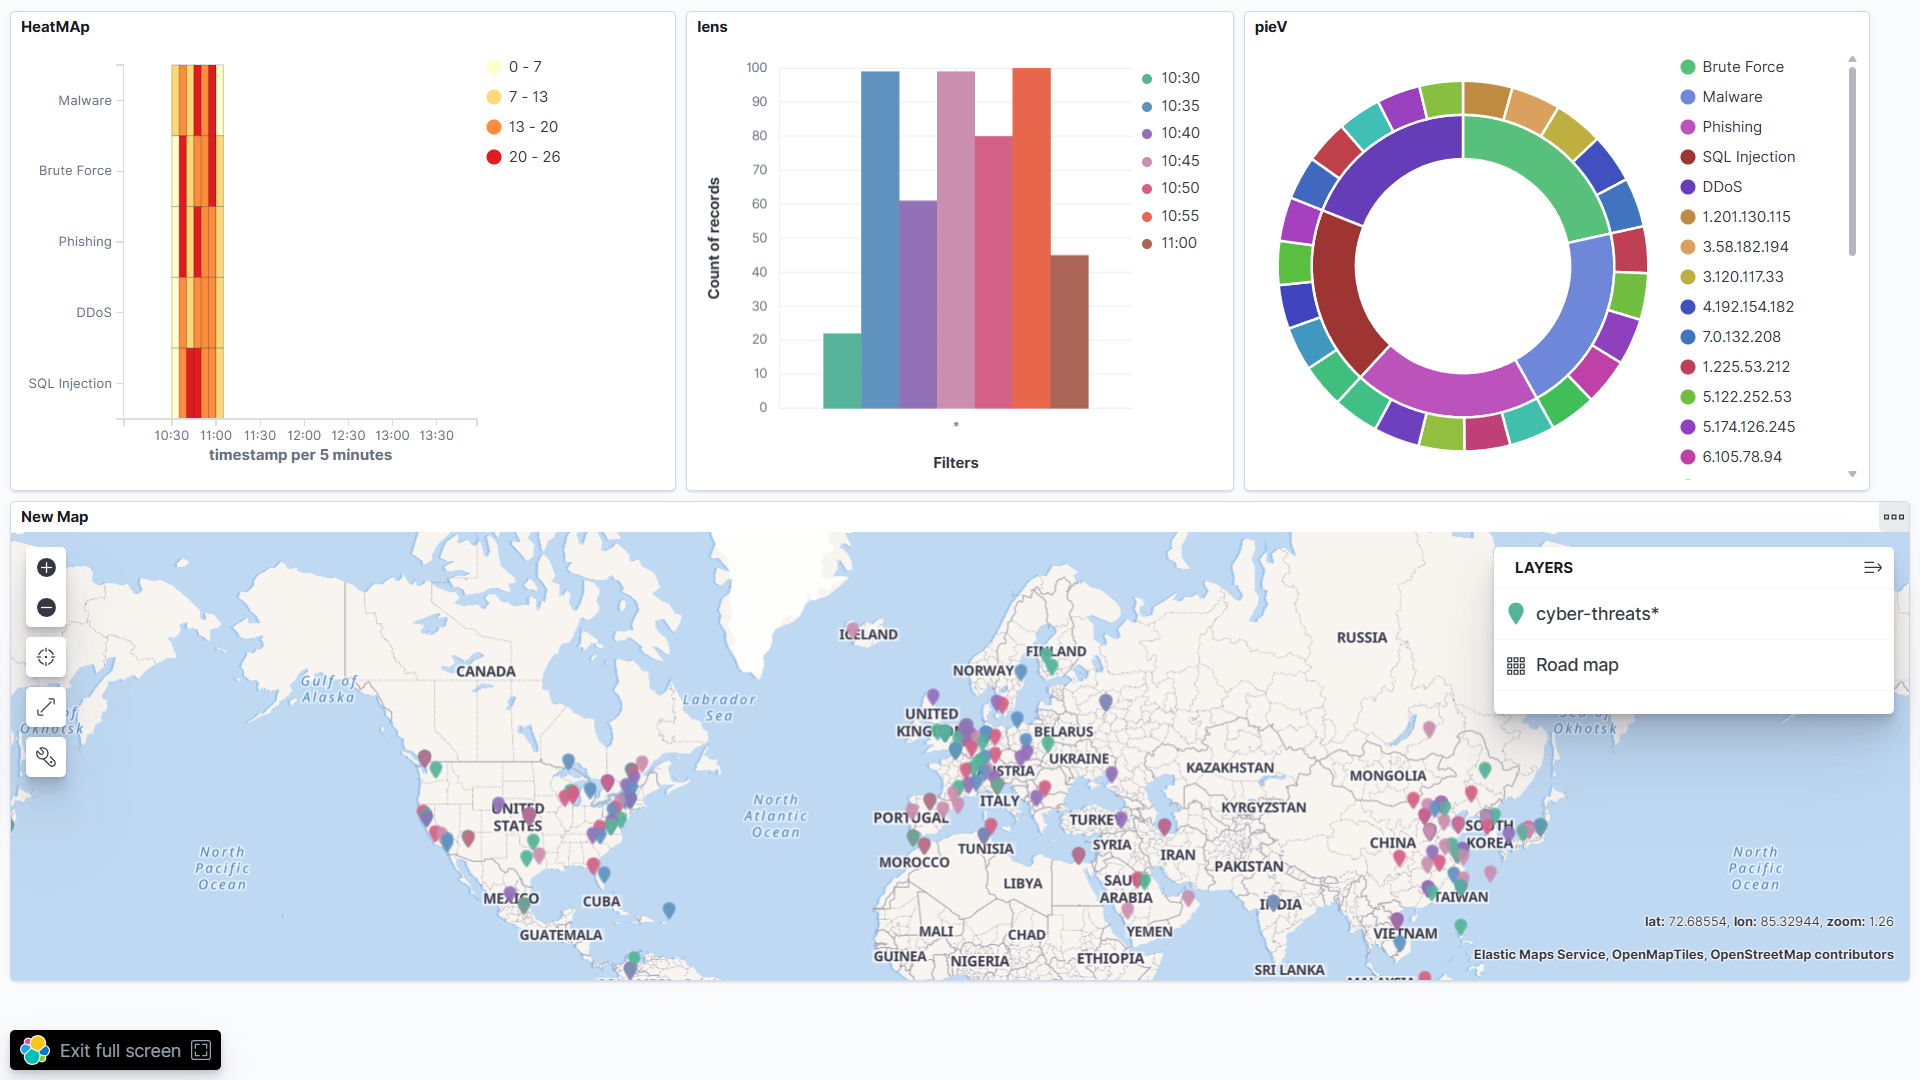 HeatMAp
Malware
Brute Force
Phishing
DDoS
SQL Injection
10:30 11:00 11:30 12:00 12:30 13:00 13:30
timestamp per 5 minutes
0 - 7
7 - 13
13 - 20
20 - 26
lens
Count of records
100
90
80
70
60
50
40
30
20
10
0
*
Filters
10:30
10:35
10:40
10:45
10:50
10:55
11:00
pieV
Brute Force
Malware
Phishing
SQL Injection
DDoS
1.201.130.115
3.58.182.194
3.120.117.33
4.192.154.182
7.0.132.208
1.225.53.212
5.122.252.53
5.174.126.245
6.105.78.94
New Map
LAYERS
cyber-threats*
Road map
ICELAND
RUSSIA
FINLAND
CANADA
NORWAY
Gulf of
Alaska
Labrador
Sea
UNITED
of
Okhotsk
Sea of
Okhotsk
BELARUS
UKRAINE
KAZAKHSTAN
MONGOLIA
North
Atlantic
Ocean
ITALY
UNITED
STATES
KYRGYZSTAN
PORTUGAL
TURKEY
SOUTH
KOREA
CHINA
SYRIA
TUNISIA
IRAN
MOROCCO
PAKISTAN
North
Pacific
Ocean
North
Pacific
Ocean
LIBYA
ARABIA
MEXICO
CUBA
INDIA
TAIWAN
GUATEMALA
MALI
CHAD
YEMEN
VIETNAM
GUINEA
NIGERIA
ETHIOPIA
SRI LANKA
MALAYSIA
lat: 72.68554, lon: 85.32944, zoom: 1.26
Elastic Maps Service, OpenMapTiles, OpenStreetMap contributors
Exit full screen